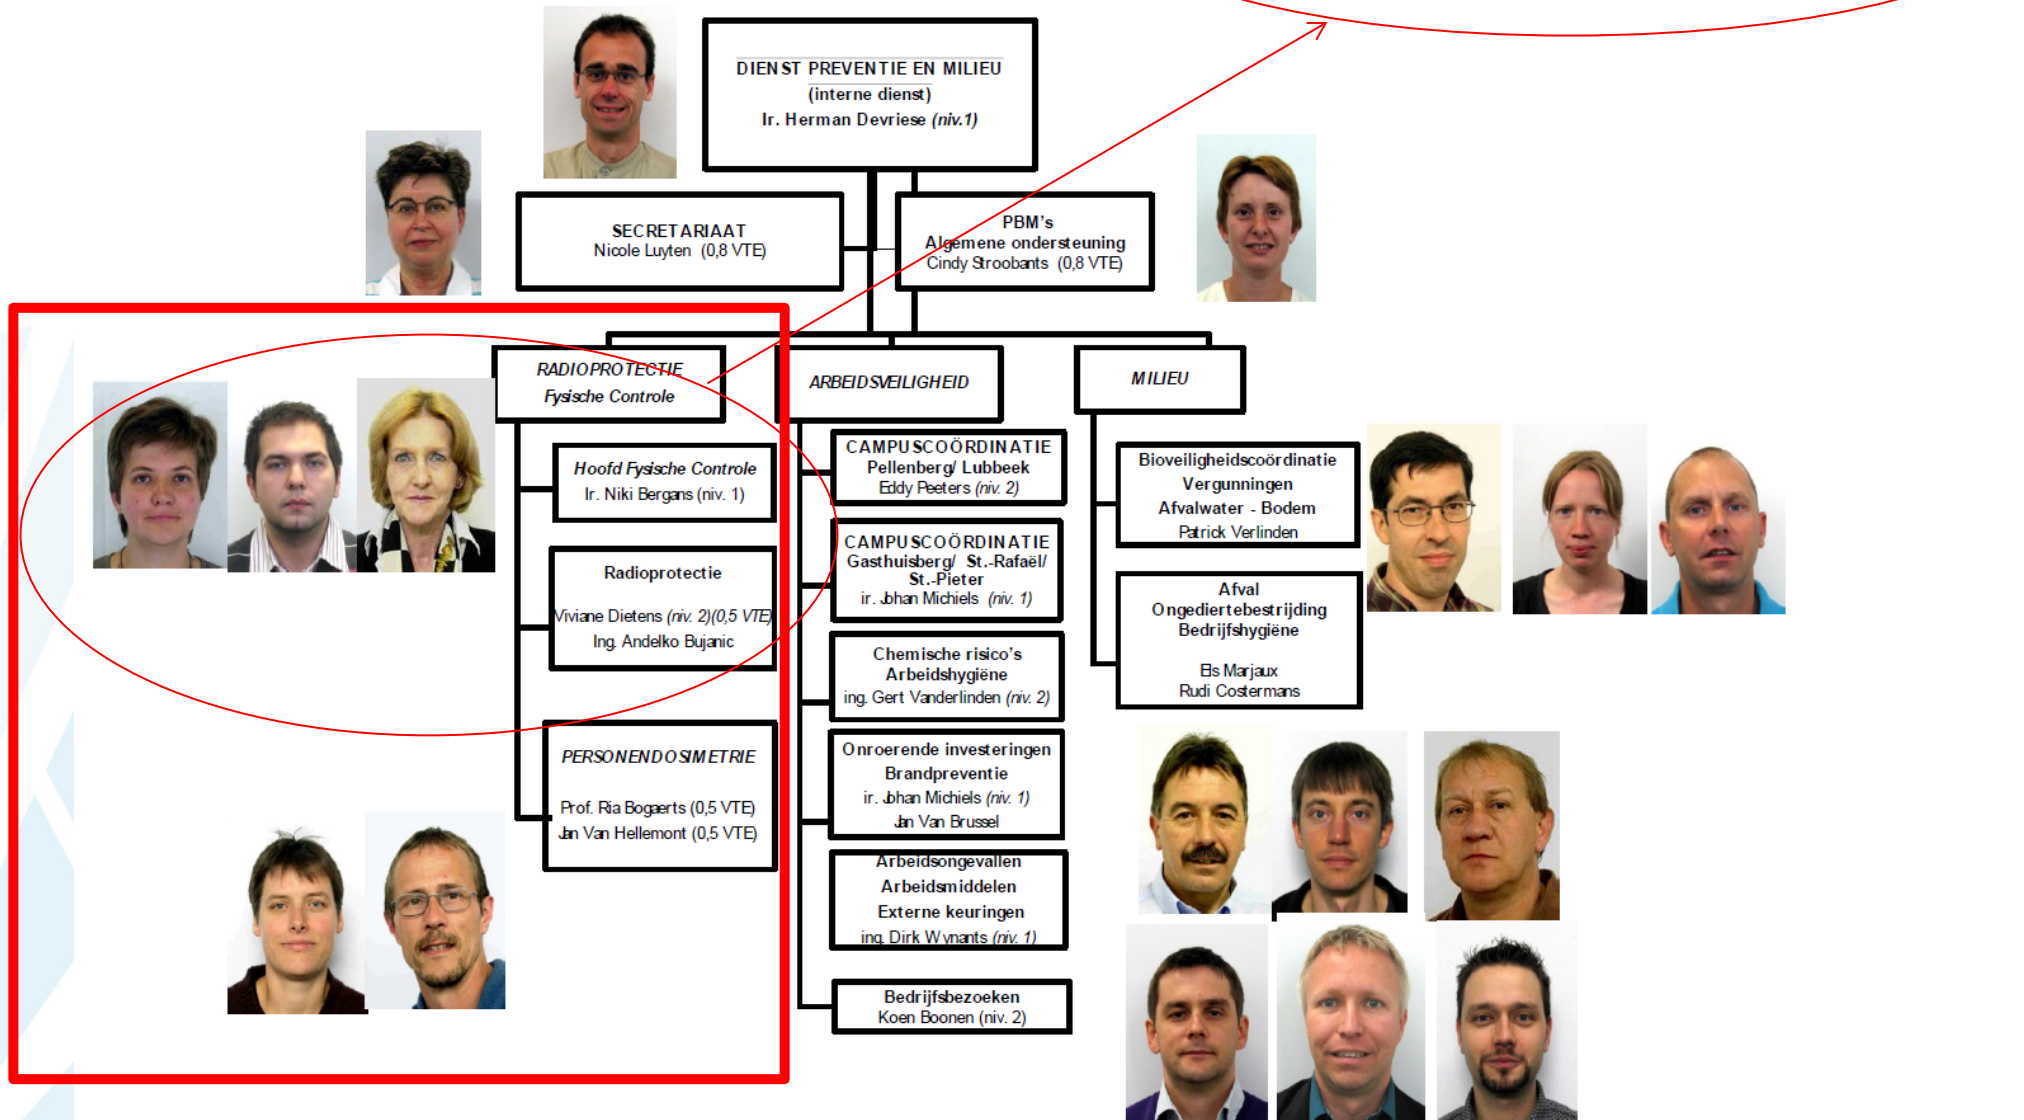 DIENST PREVENTIE EN MILIEU
(interne dienst)
Ir. Herman Devriese (niv.1)
SECRETARIAAT
Nicole Luyten (0,8 VTE)
PBM's
Algemene ondersteuning
Cindy Stroobants (0,8 VTE)
RADIOPROTECTIE
Fysische Controle
Hoofd Fysische Controle
Ir. Niki Bergans (niv. 1)
Radioprotectie
Viviane Dietens (niv. 2)(0,5 VTE)
Ing. Andelko Bujanic
PERSONENDOSIMETRIE
Prof. Ria Bogaerts (0,5 VTE)
Jan Van Hellemont (0,5 VTE)
ARBEIDSVEILIGHEID
CAMPUSCOÖRDINATIE
Pellenberg/ Lubbeek
Eddy Peeters (niv. 2)
CAMPUSCOÖRDINATIE
Gasthuisberg/ St.-Rafaël/
St.-Pieter
ir. Johan Michiels (niv. 1)
Chemische risico's
Arbeidshygiëne
ing. Gert Vanderlinden (niv. 2)
Onroerende investeringen
Brandpreventie
ir. Johan Michiels (niv. 1)
Jan Van Brussel
Arbeidsongevallen
Arbeidsmiddelen
Externe keuringen
ing. Dirk Wynants (niv. 1)
Bedrijfsbezoeken
Koen Boonen (niv. 2)
MILIEU
Bioveiligheidscoördinatie
Vergunningen
Afvalwater - Bodem
Patrick Verlinden
Afval
Ongediertebestrijding
Bedrijfshygiëne
Els Marjaux
Rudi Costermans